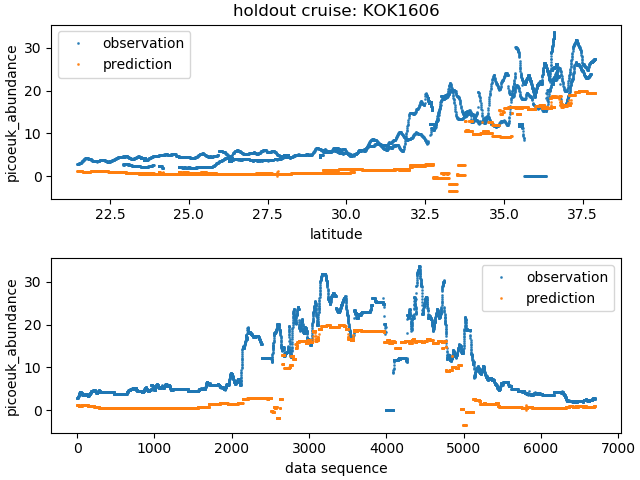 holdout cruise: KOK1606
picoeuk_abundance
30
20
10
0
observation
prediction
22.5
25.0
27.5
30.0
32.5
35.0
37.5
latitude
picoeuk_abundance
30
20
10
0
observation
prediction
0
1000
2000
3000
4000
5000
6000
7000
data sequence